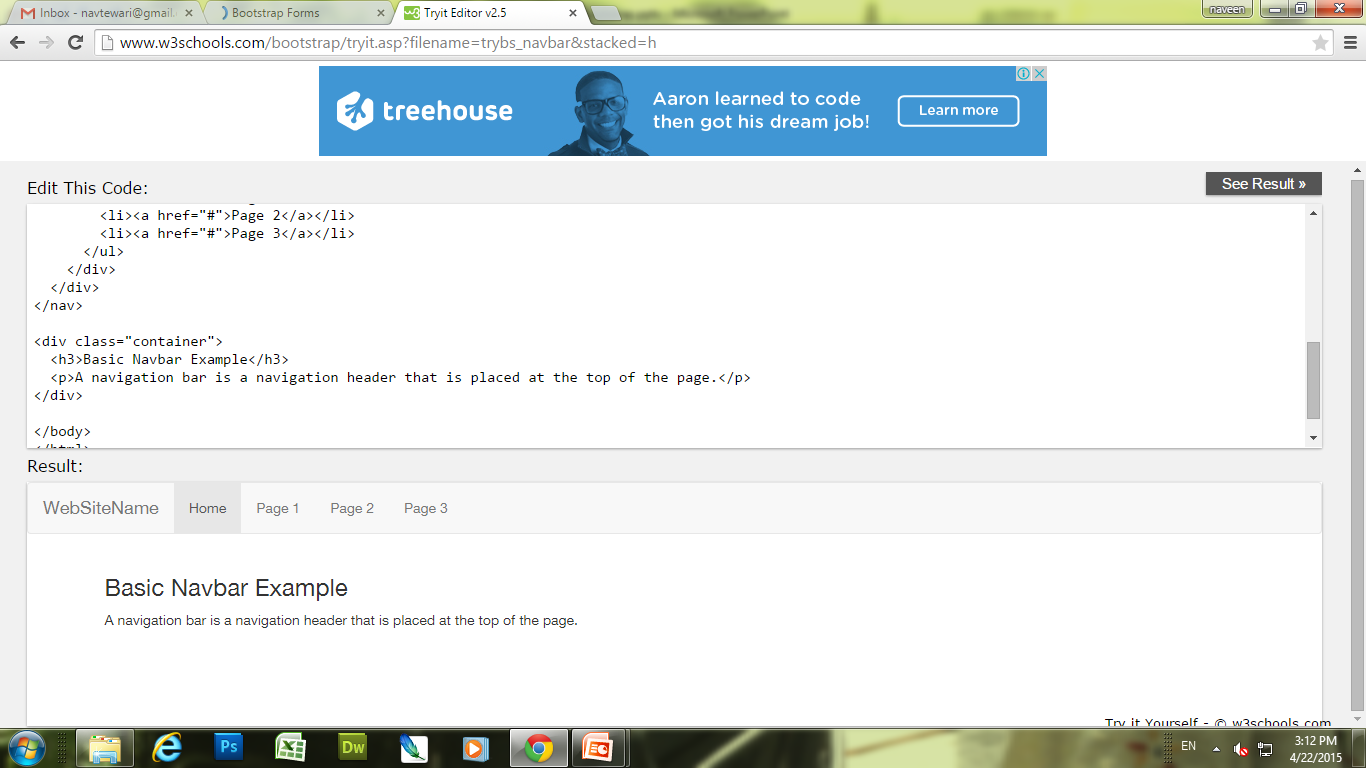 Inbox - navtewari@gmail.
Bootstrap Forms
Tryit Editor v2.5
naveen
www.w3schools.com/bootstrap/tryit.asp?filename=trybs_navbar&stacked=h
treehouse
Aaron learned to code
then got his dream job!
Learn more
Edit This Code:
See Result »
<li><a href="#">Page 2</a></li>
<li><a href="#">Page 3</a></li>
</ul>
</div>
</div>
</nav>
<div class="container">
<h3>Basic Navbar Example</h3>
<p>A navigation bar is a navigation header that is placed at the top of the page.</p>
</div>
</body>
</html>
Result:
WebSiteName Home Page 1 Page 2 Page 3
Basic Navbar Example
A navigation bar is a navigation header that is placed at the top of the page.
Try it Yourself - © w3schools.com
Ps
Dw
EN
3:12 PM
4/22/2015